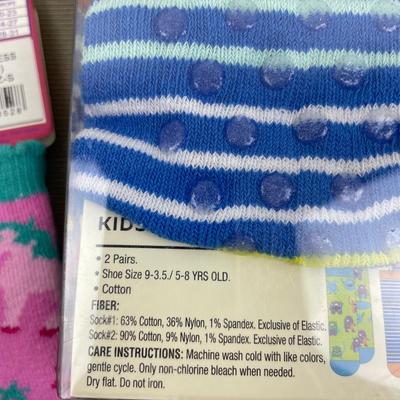 KIDS
• 2 Pairs.
• Shoe Size 9-3.5./ 5-8 YRS OLD.
• Cotton
FIBER:
Sock#1: 63% Cotton, 36% Nylon, 1% Spandex. Exclusive of Elastic.
Sock#2: 90% Cotton, 9% Nylon, 1% Spandex. Exclusive of Elastic.
CARE INSTRUCTIONS: Machine wash cold with like colors,
gentle cycle. Only non-chlorine bleach when needed.
Dry flat. Do not iron.